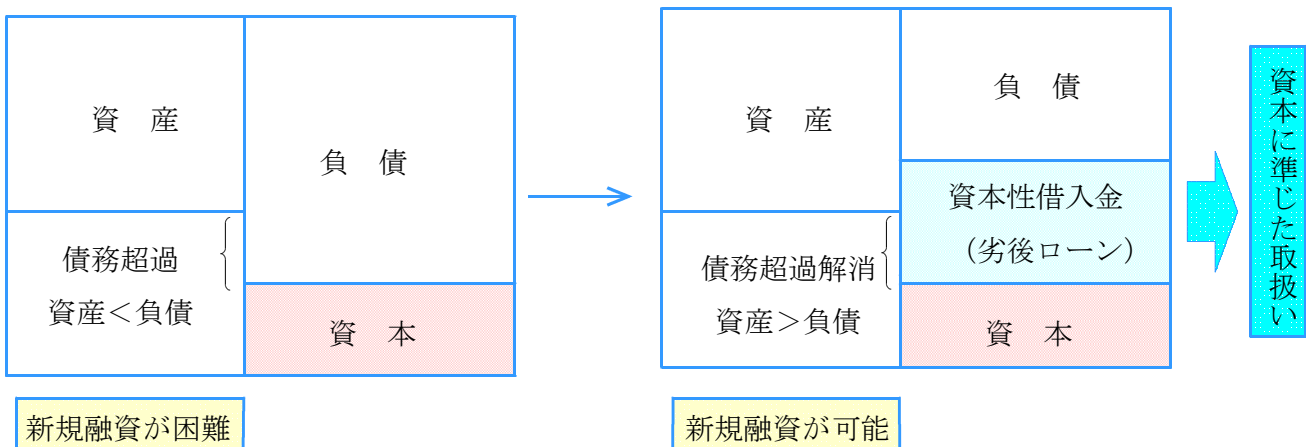 資　産
負　債
債務超過
資産＜負債
資　本
新規融資が困難
資　産
負　債
資本性借入金
（劣後ローン）
債務超過解消
資産＞負債
資　本
新規融資が可能
資本に準じた取扱い